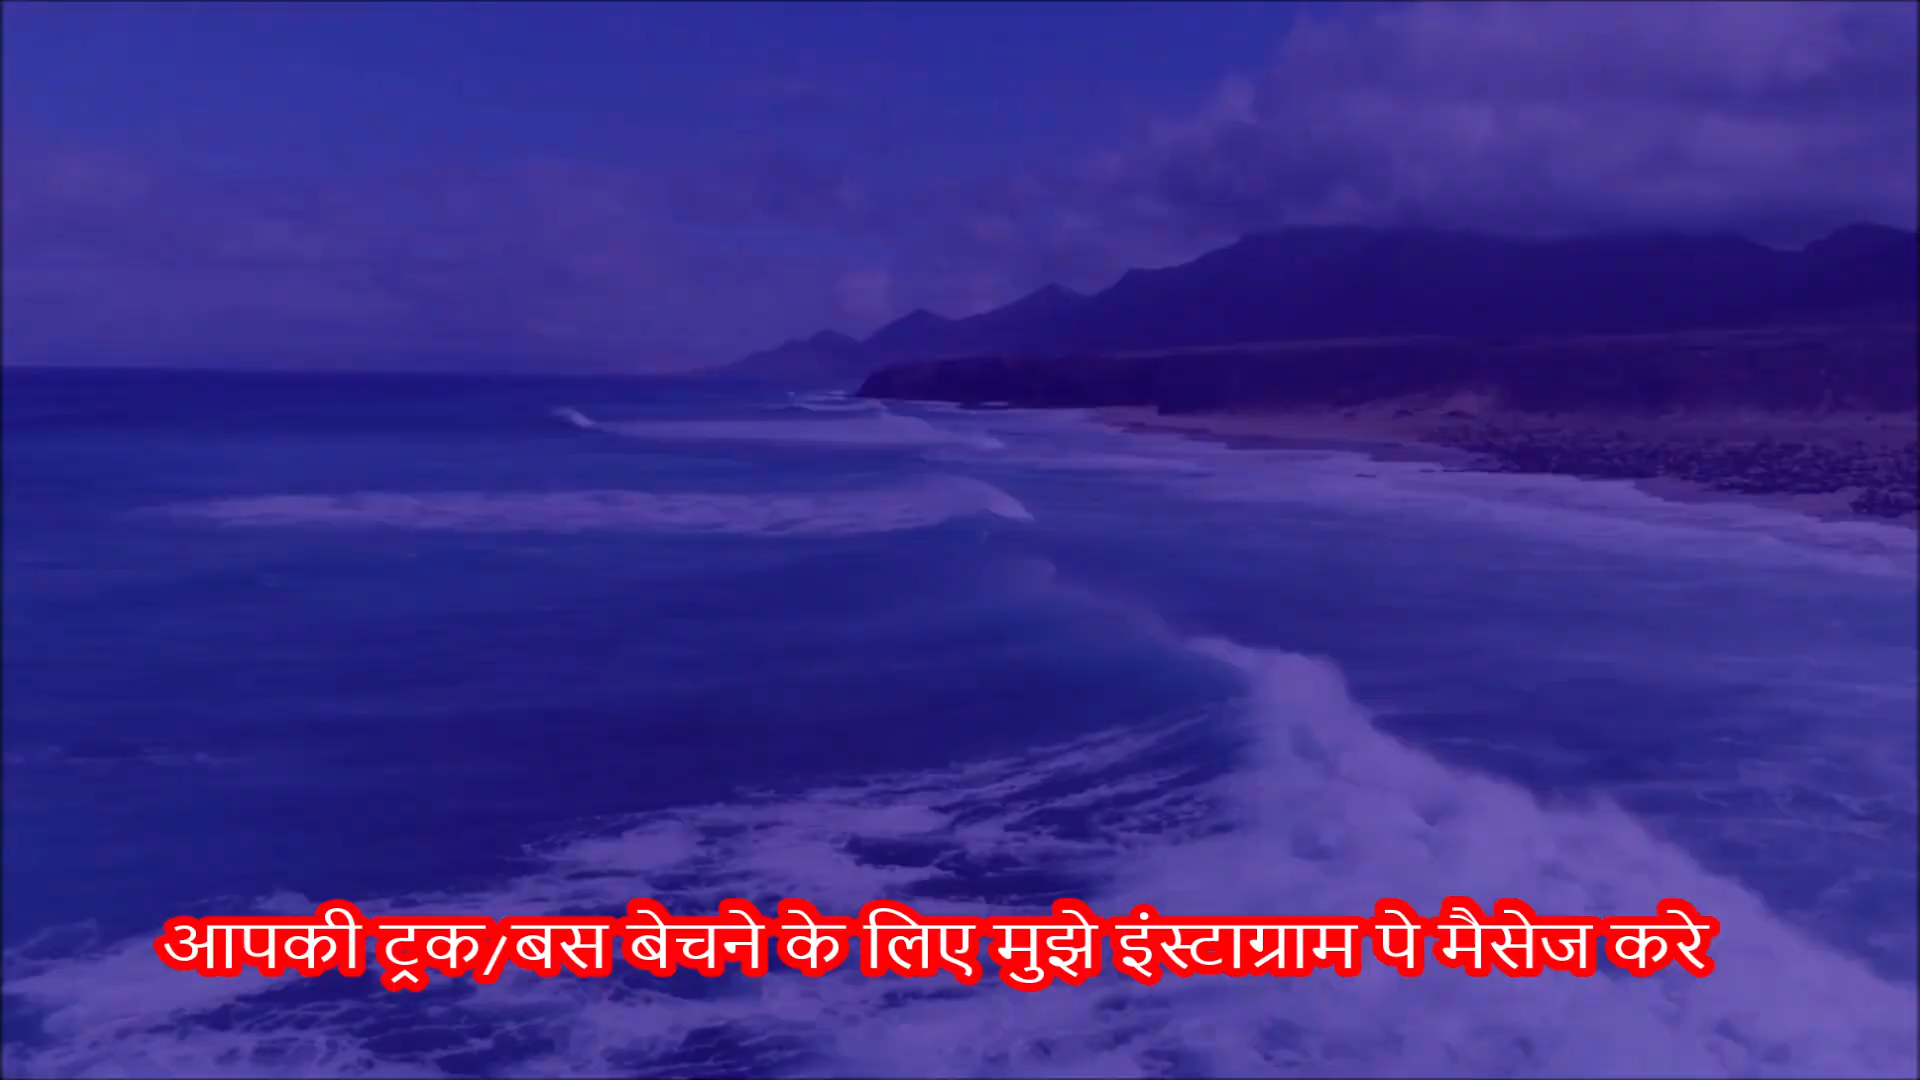 आपकी ट्रक/बस बेचने के लिए मुझे इंस्टाग्राम पे मैसेज करे